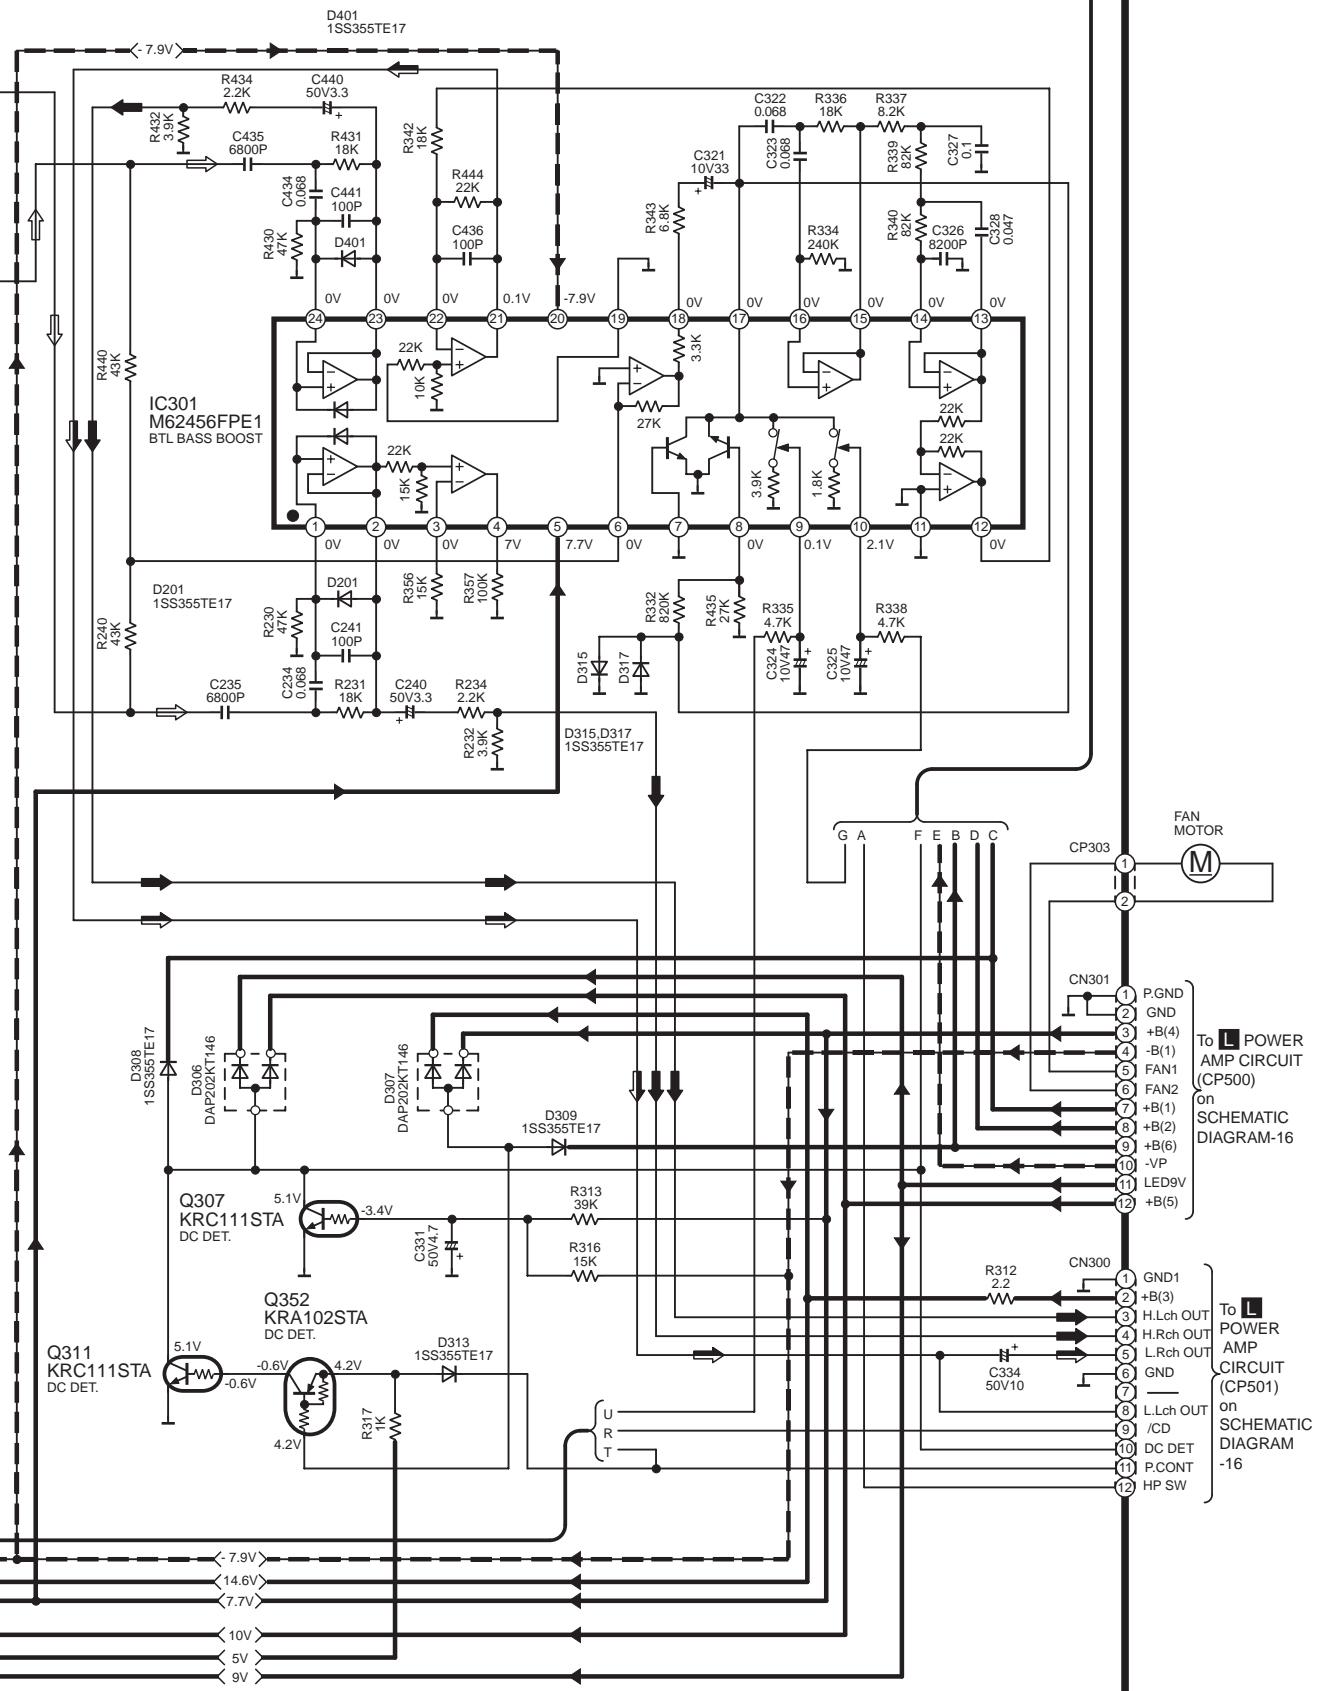 D401
1SS355TE17
- 7.9V
R434
2.2K
C440
50V3.3
+
R432
3.9K
C435
6800P
R431
18K
C434
0.068
C441
100P
R430
47K
D401
R342
18K
R444
22K
C436
100P
C322
0.068
R336
18K
R337
8.2K
C323
0.068
R339
82K
C327
0.1
C321
10V33
+
R343
6.8K
R334
240K
R340
82K
C326
8200P
C328
0.047
0V
0V
0V
0.1V
-7.9V
0V
0V
0V
0V
0V
0V
24
23
22
21
20
19
18
17
16
15
14
13
R440
43K
IC301
M62456FPE1
BTL BASS BOOST
22K
10K
3.3K
27K
22K
22K
22K
15K
3.9K
1.8K
1
2
3
4
5
6
7
8
9
10
11
12
0V
0V
0V
7V
7.7V
0V
0V
0.1V
2.1V
0V
D201
1SS355TE17
R240
43K
R230
47K
D201
C241
100P
C234
0.068
R356
15K
R357
100K
R332
820K
R435
27K
R335
4.7K
R338
4.7K
D315
D317
C324
10V47
+
C325
10V47
+
C235
6800P
R231
18K
C240
50V3.3
+
R234
2.2K
R232
3.9K
D315,D317
1SS355TE17
G A F E B D C
FAN
MOTOR
CP303
1
M
2
CN301
1 P.GND
2 GND
3 +B(4)
4 -B(1)
5 FAN1
6 FAN2
7 +B(1)
8 +B(2)
9 +B(6)
10 -VP
11 LED9V
12 +B(5)
To L POWER
AMP CIRCUIT
(CP500)
on
SCHEMATIC
DIAGRAM-16
D308
1SS355TE17
D306
DAP202KT146
D307
DAP202KT146
D309
1SS355TE17
Q307
KRC111STA
DC DET.
5.1V
-3.4V
C331
50V4.7
+
R313
39K
R316
15K
Q352
KRA102STA
DC DET.
Q311
KRC111STA
DC DET.
5.1V
-0.6V
-0.6V
4.2V
4.2V
D313
1SS355TE17
R317
1K
R312
2.2
C334
50V10
+
U
R
T
CN300
1 GND1
2 +B(3)
3 H.Lch OUT
4 H.Rch OUT
5 L.Rch OUT
6 GND
7
8 L.Lch OUT
9 /CD
10 DC DET
11 P.CONT
12 HP SW
To L
POWER
AMP
CIRCUIT
(CP501)
on
SCHEMATIC
DIAGRAM
-16
- 7.9V
14.6V
7.7V
10V
5V
9V